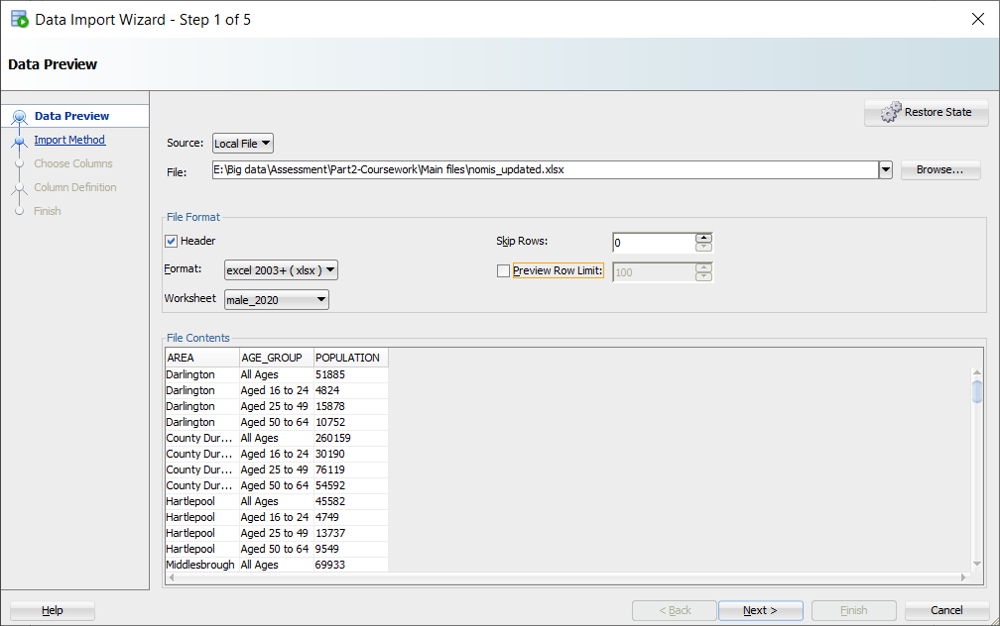 Data Import Wizard - Step 1 of 5
Data Preview
Data Preview
Import Method
Choose Columns
Column Definition
Finish
Restore State
Source: Local File
File: E:\Big data\Assessment\Part2-Coursework\Main files\nomis_updated.xlsx Browse...
File Format
Header Skip Rows: 0
Format: excel 2003+ ( xlsx ) Preview Row Limit: 100
Worksheet male_2020
File Contents
AREA AGE_GROUP POPULATION
Darlington All Ages 51885
Darlington Aged 16 to 24 4824
Darlington Aged 25 to 49 15878
Darlington Aged 50 to 64 10752
County Dur... All Ages 260159
County Dur... Aged 16 to 24 30190
County Dur... Aged 25 to 49 76119
County Dur... Aged 50 to 64 54592
Hartlepool All Ages 45582
Hartlepool Aged 16 to 24 4749
Hartlepool Aged 25 to 49 13737
Hartlepool Aged 50 to 64 9549
Middlesbrough All Ages 69933
Help < Back Next > Finish Cancel